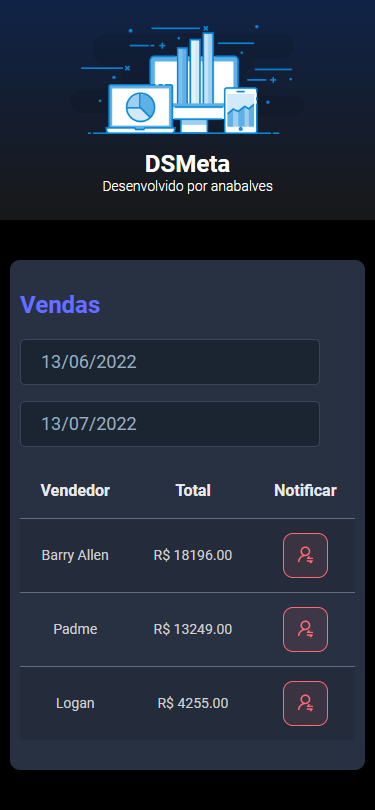 DSMeta
Desenvolvido por anabalves
Vendas
13/06/2022
13/07/2022
Vendedor Total Notificar
Barry Allen R$ 18196.00
Padme R$ 13249.00
Logan R$ 4255.00